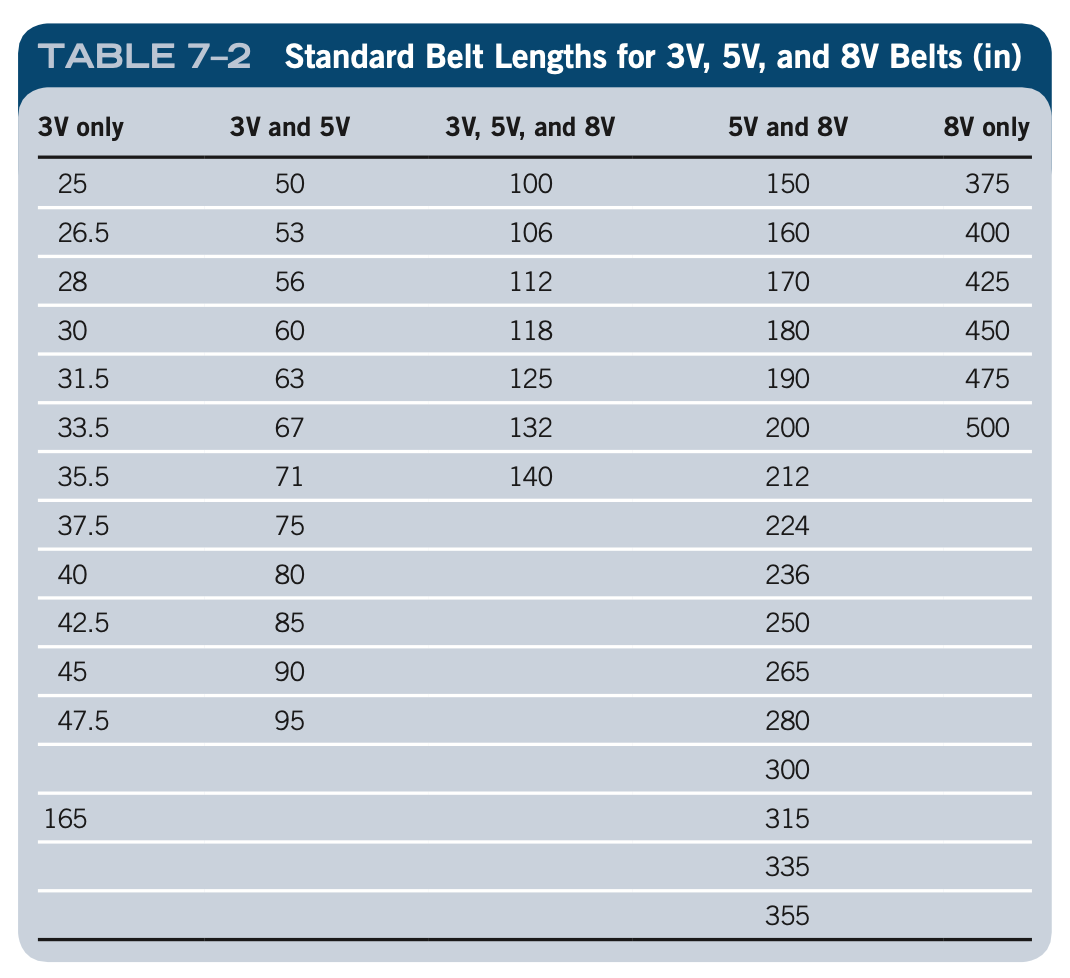 TABLE 7–2 Standard Belt Lengths for 3V, 5V, and 8V Belts (in)
3V only 3V and 5V 3V, 5V, and 8V 5V and 8V 8V only
25 50 100 150 375
26.5 53 106 160 400
28 56 112 170 425
30 60 118 180 450
31.5 63 125 190 475
33.5 67 132 200 500
35.5 71 140 212
37.5 75 224
40 80 236
42.5 85 250
45 90 265
47.5 95 280
300
165 315
335
355